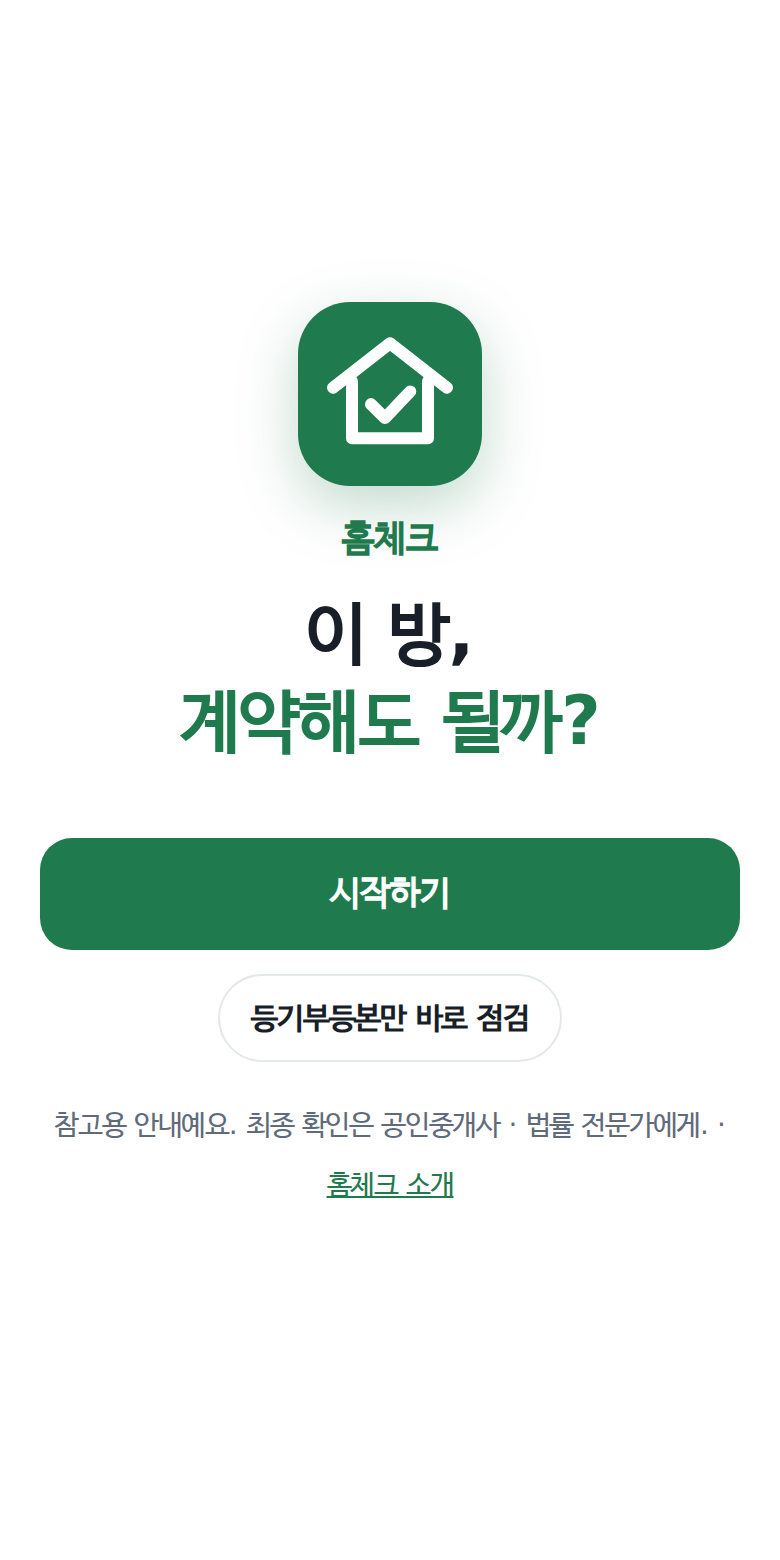 홈체크
이 방,
계약해도 될까?
시작하기
등기부등본만 바로 점검
참고용 안내예요. 최종 확인은 공인중개사 · 법률 전문가에게. ·
홈체크 소개